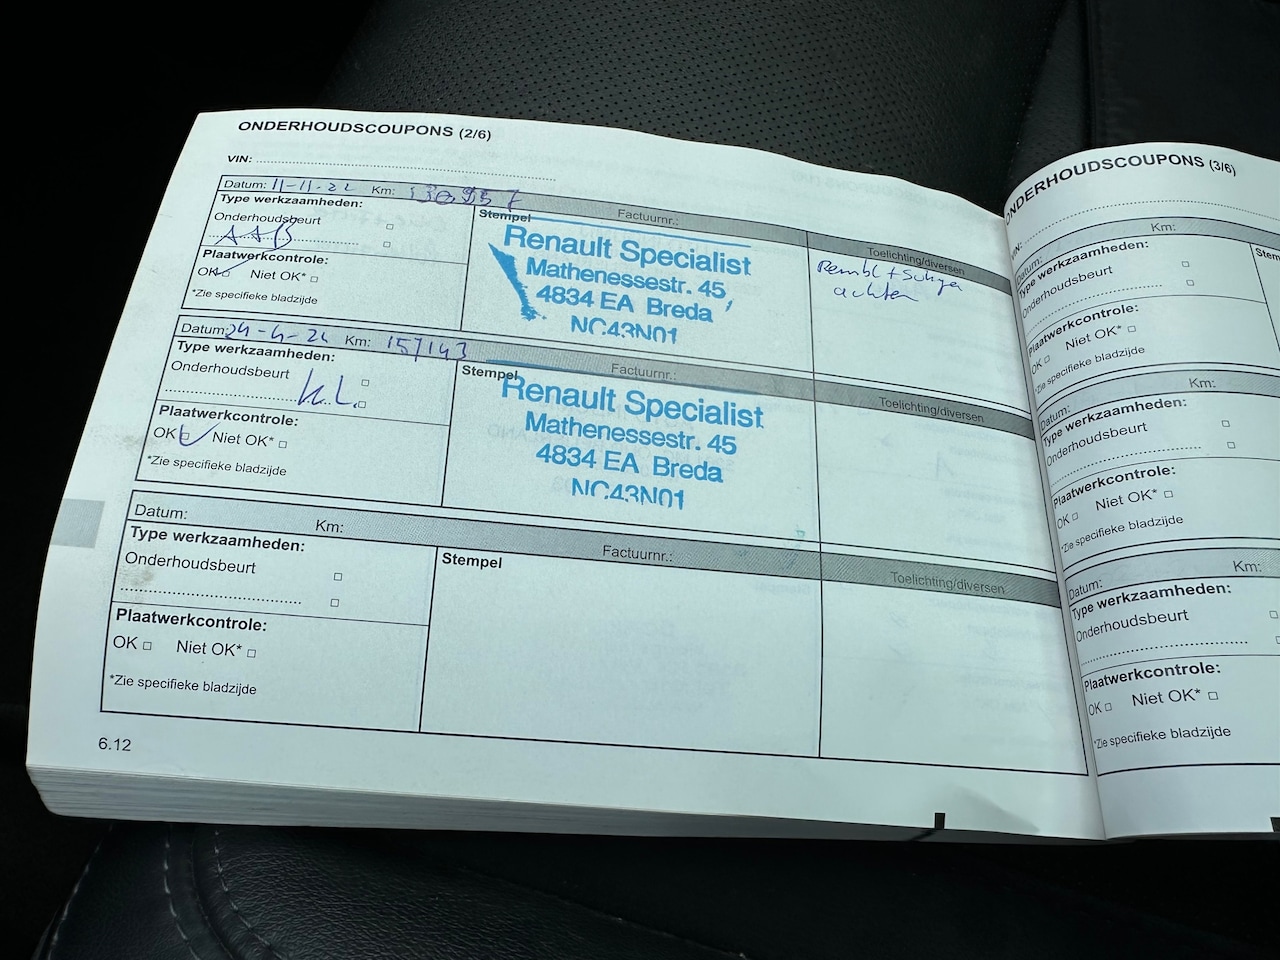 ONDERHOUDSCOUPONS (2/6)
VIN:
Datum: 11-11-22 Km: 130957 Factuurnr.:
Type werkzaamheden:
Onderhoudsbeurt
Plaatwerkcontrole:
OK Niet OK*
*Zie specifieke bladzijde
Stempel
Renault Specialist
Mathenessestr. 45
4834 EA Breda
NC43N01
Toelichting/diversen
achter
Datum: 24-4-24 Km: 157143 Factuurnr.:
Type werkzaamheden:
Onderhoudsbeurt
K.L.
Plaatwerkcontrole:
OK Niet OK*
*Zie specifieke bladzijde
Stempel
Renault Specialist
Mathenessestr. 45
4834 EA Breda
NC43N01
Toelichting/diversen
Datum: Km: Factuurnr.:
Type werkzaamheden:
Onderhoudsbeurt
Plaatwerkcontrole:
OK Niet OK*
*Zie specifieke bladzijde
Stempel
Toelichting/diversen
6.12
ONDERHOUDSCOUPONS (3/6)
VIN:
Datum: Km:
Type werkzaamheden:
Onderhoudsbeurt
Plaatwerkcontrole:
OK Niet OK*
*Zie specifieke bladzijde
Stem
Datum: Km:
Type werkzaamheden:
Onderhoudsbeurt
Plaatwerkcontrole:
OK Niet OK*
*Zie specifieke bladzijde
Datum: Km:
Type werkzaamheden:
Onderhoudsbeurt
Plaatwerkcontrole:
OK Niet OK*
*Zie specifieke bladzijde